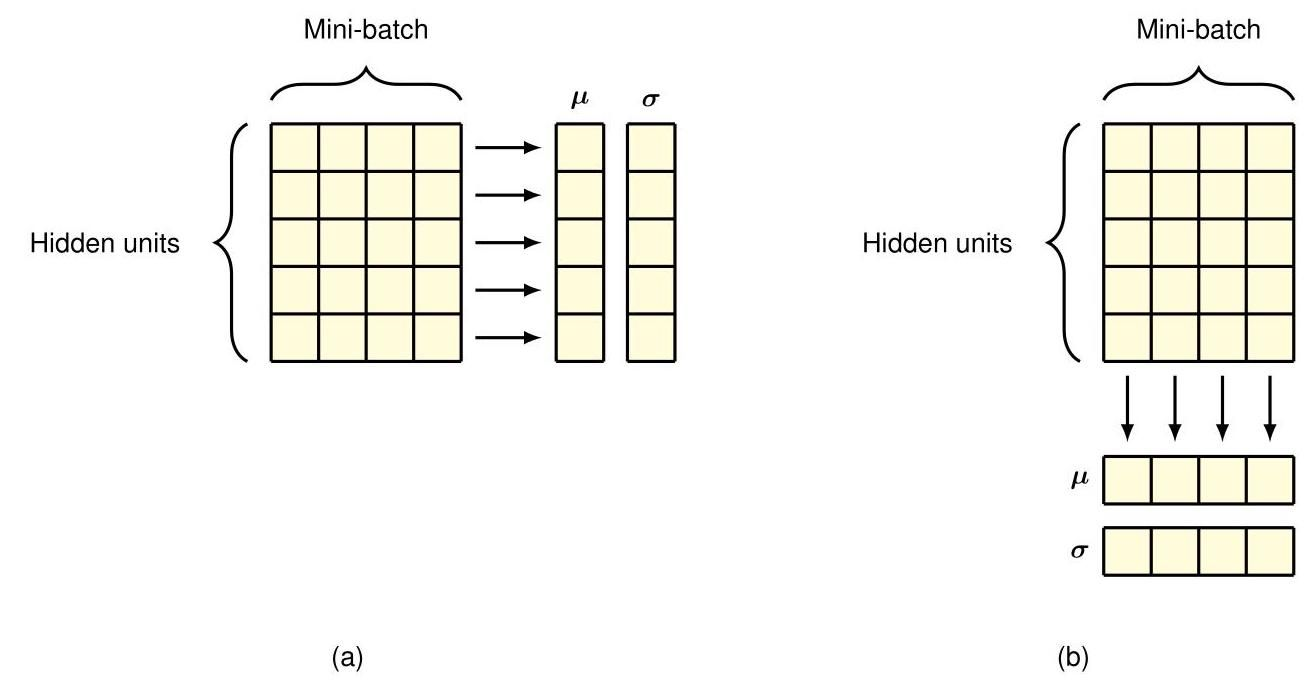 Mini-batch
μ σ
Hidden units
(a)
Mini-batch
Hidden units
μ
σ
(b)